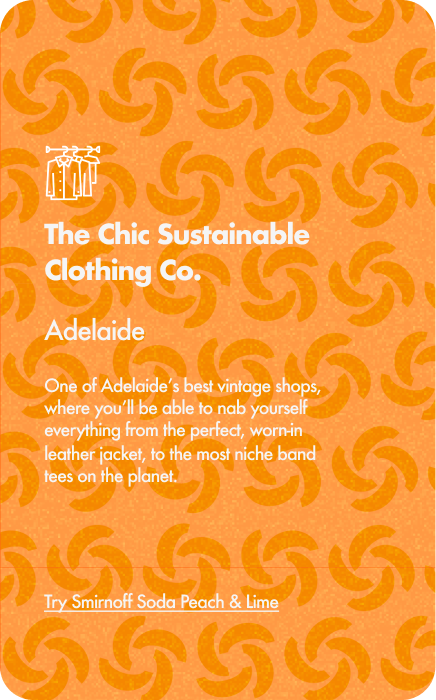 The Chic Sustainable
Clothing Co.
Adelaide
One of Adelaide’s best vintage shops,
where you’ll be able to nab yourself
everything from the perfect, worn-in
leather jacket, to the most niche band
tees on the planet.
Try Smirnoff Soda Peach & Lime